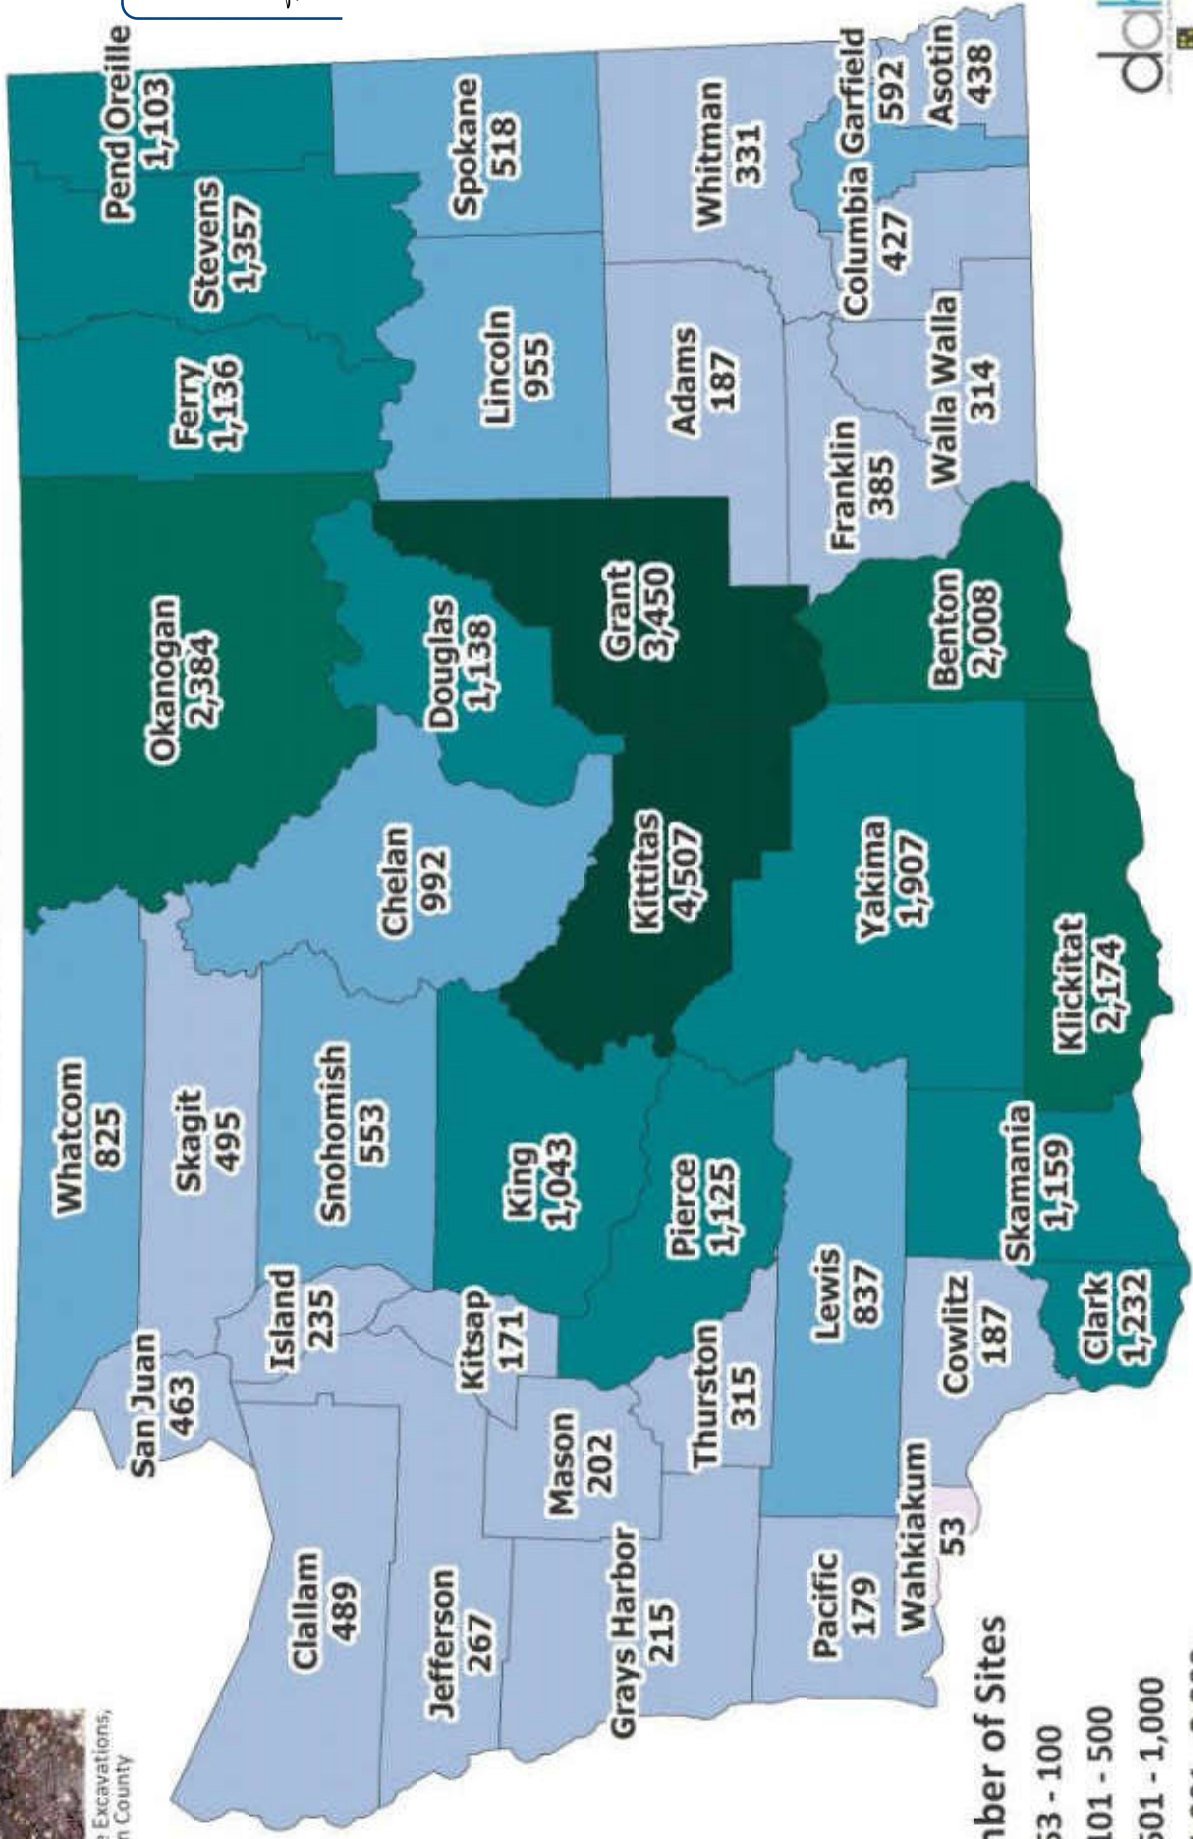 Excavations,
County
Whatcom
825
San Juan
463
Skagit
495
Island
235
Snohomish
553
Clallam
489
Jefferson
267
Kitsap
171
King
1,043
Mason
202
Grays Harbor
215
Pierce
1,125
Thurston
315
Pacific
179
Lewis
837
Wahkiakum
53
Cowlitz
187
Clark
1,232
Skamania
1,159
Okanogan
2,384
Chelan
992
Douglas
1,138
Kittitas
4,507
Grant
3,450
Yakima
1,907
Klickitat
2,174
Benton
2,008
Ferry
1,136
Stevens
1,357
Pend Oreille
1,103
Lincoln
955
Spokane
518
Adams
187
Whitman
331
Franklin
385
Walla Walla
314
Columbia
427
Garfield
592
Asotin
438
of Sites
53 - 100
101 - 500
501 - 1,000